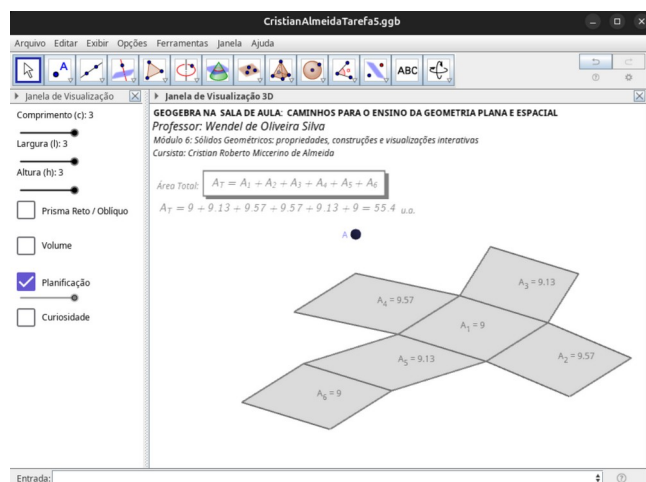 CristianAlmeidaTarefa5.ggb
Arquivo Editar Exibir Opções Ferramentas Janela Ajuda
ABC
Janela de Visualização
Janela de Visualização 3D
Comprimento (c): 3
Largura (l): 3
Altura (h): 3
Prisma Reto / Oblíquo
Volume
Planificação
Curiosidade
GEOGEBRA NA SALA DE AULA: CAMINHOS PARA O ENSINO DA GEOMETRIA PLANA E ESPACIAL
Professor: Wendel de Oliveira Silva
Módulo 6: Sólidos Geométricos: propriedades, construções e visualizações interativas
Cursista: Cristian Roberto Miccerino de Almeida
Área Total: A_T = A_1 + A_2 + A_3 + A_4 + A_5 + A_6
A_T = 9 + 9.13 + 9.57 + 9.57 + 9.13 + 9 = 55.4 u.a.
A
A_3 = 9.13
A_4 = 9.57
A_1 = 9
A_5 = 9.13
A_2 = 9.57
A_6 = 9
Entrada: